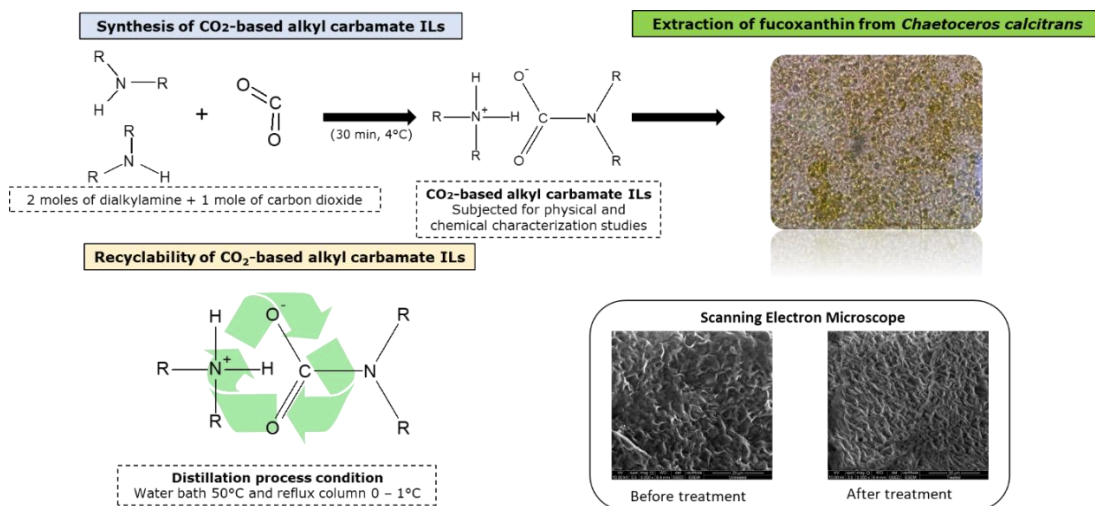 Synthesis of CO2-based alkyl carbamate ILs
Extraction of fucoxanthin from Chaetoceros calcitrans
R
N
R
H
+
O
C
O
R
N
R
H
(30 min, 4°C)
H
R
N
+
H
R
O
-
C
O
N
R
R
2 moles of dialkylamine + 1 mole of carbon dioxide
CO2-based alkyl carbamate ILs
Subjected for physical and
chemical characterization studies
Recyclability of CO2-based alkyl carbamate ILs
H
R
N
+
H
R
O
-
C
O
N
R
R
Distillation process condition
Water bath 50°C and reflux column 0 – 1°C
Scanning Electron Microscope
Before treatment
After treatment